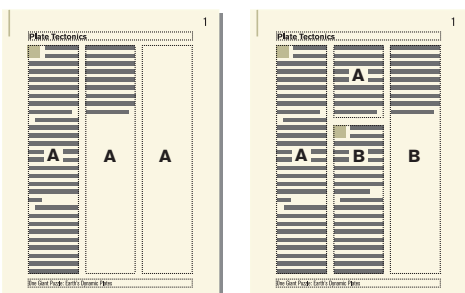 1
Plate Tectonics
A
A
A
One Giant Puzzle: Earth's Dynamic Plates
1
Plate Tectonics
A
A
B
B
One Giant Puzzle: Earth's Dynamic Plates